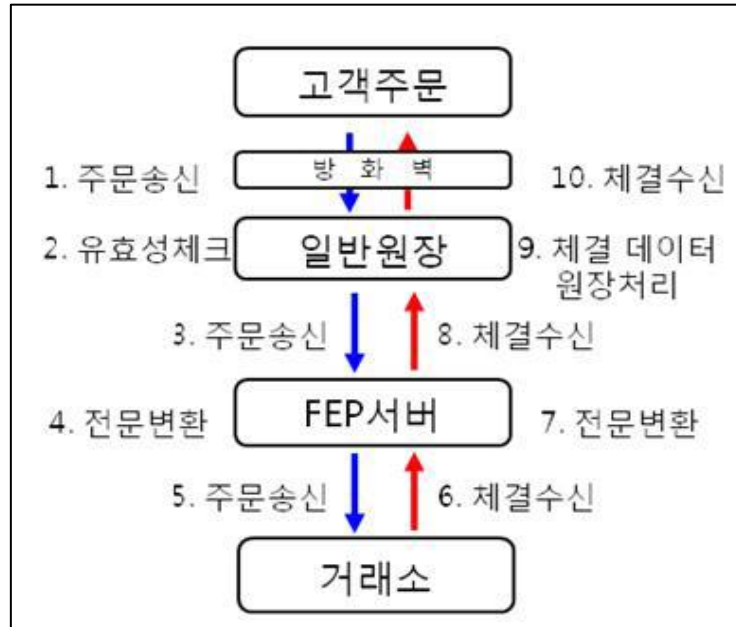 고객주문
1. 주문송신
방 화 벽
10. 체결수신
2. 유효성체크
일반원장
9. 체결 데이터
원장처리
3. 주문송신
8. 체결수신
4. 전문변환
FEP서버
7. 전문변환
5. 주문송신
6. 체결수신
거래소